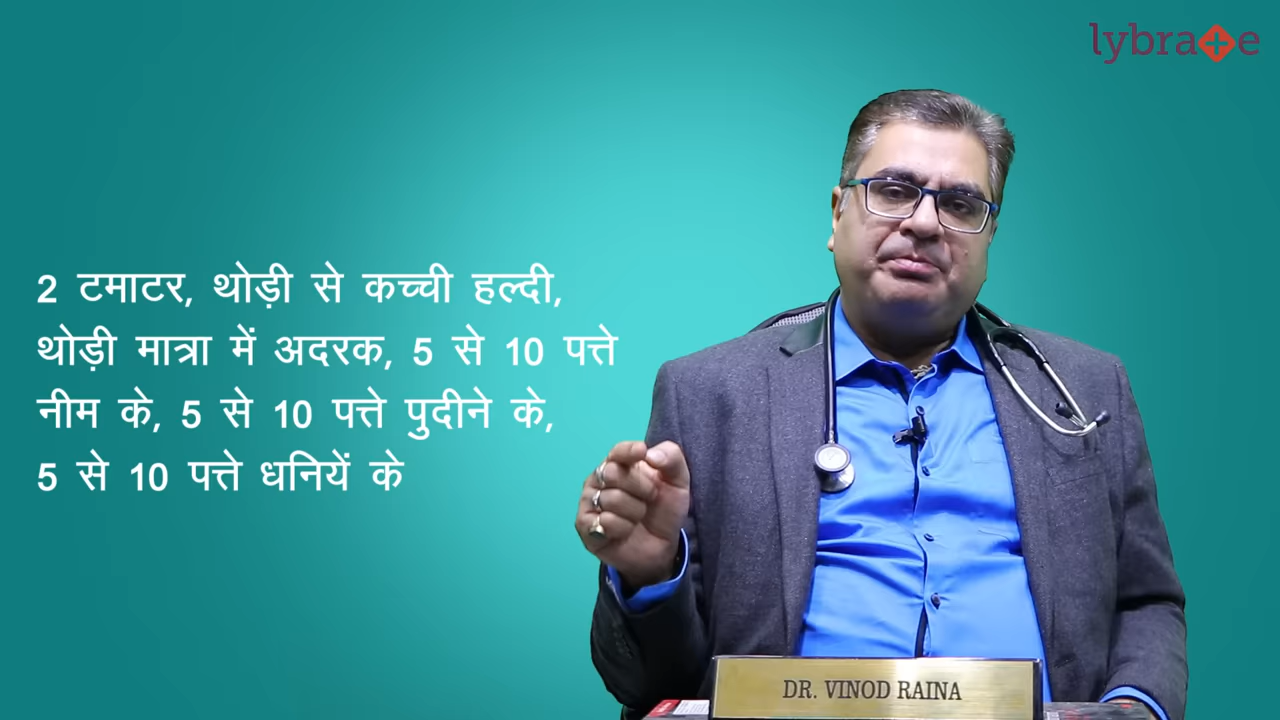 lybrate
2 टमाटर, थोड़ी से कच्ची हल्दी,
थोड़ी मात्रा में अदरक, 5 से 10 पत्ते
नीम के, 5 से 10 पत्ते पुदीने के,
5 से 10 पत्ते धनियें के
DR. VINOD RAINA